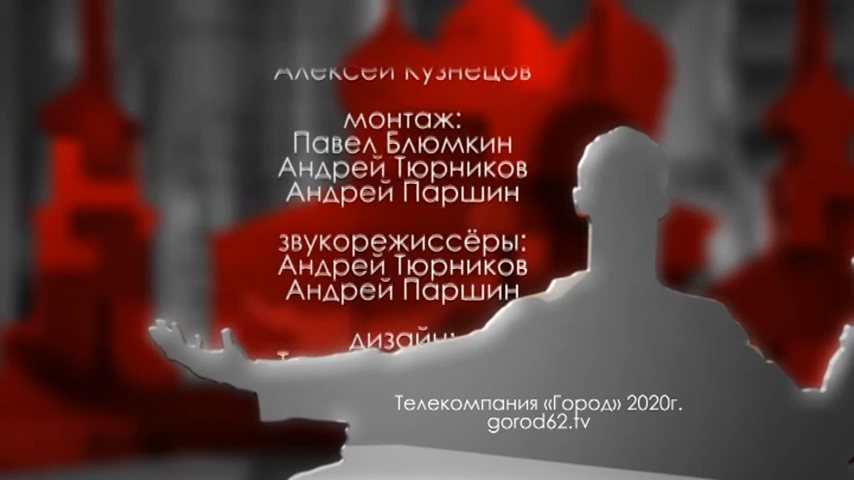 Алексей Кузнецов
монтаж:
Павел Блюмкин
Андрей Тюрников
Андрей Паршин
звукорежиссёры:
Андрей Тюрников
Андрей Паршин
дизайн:
Телекомпания «Город» 2020г.
gorod62.tv